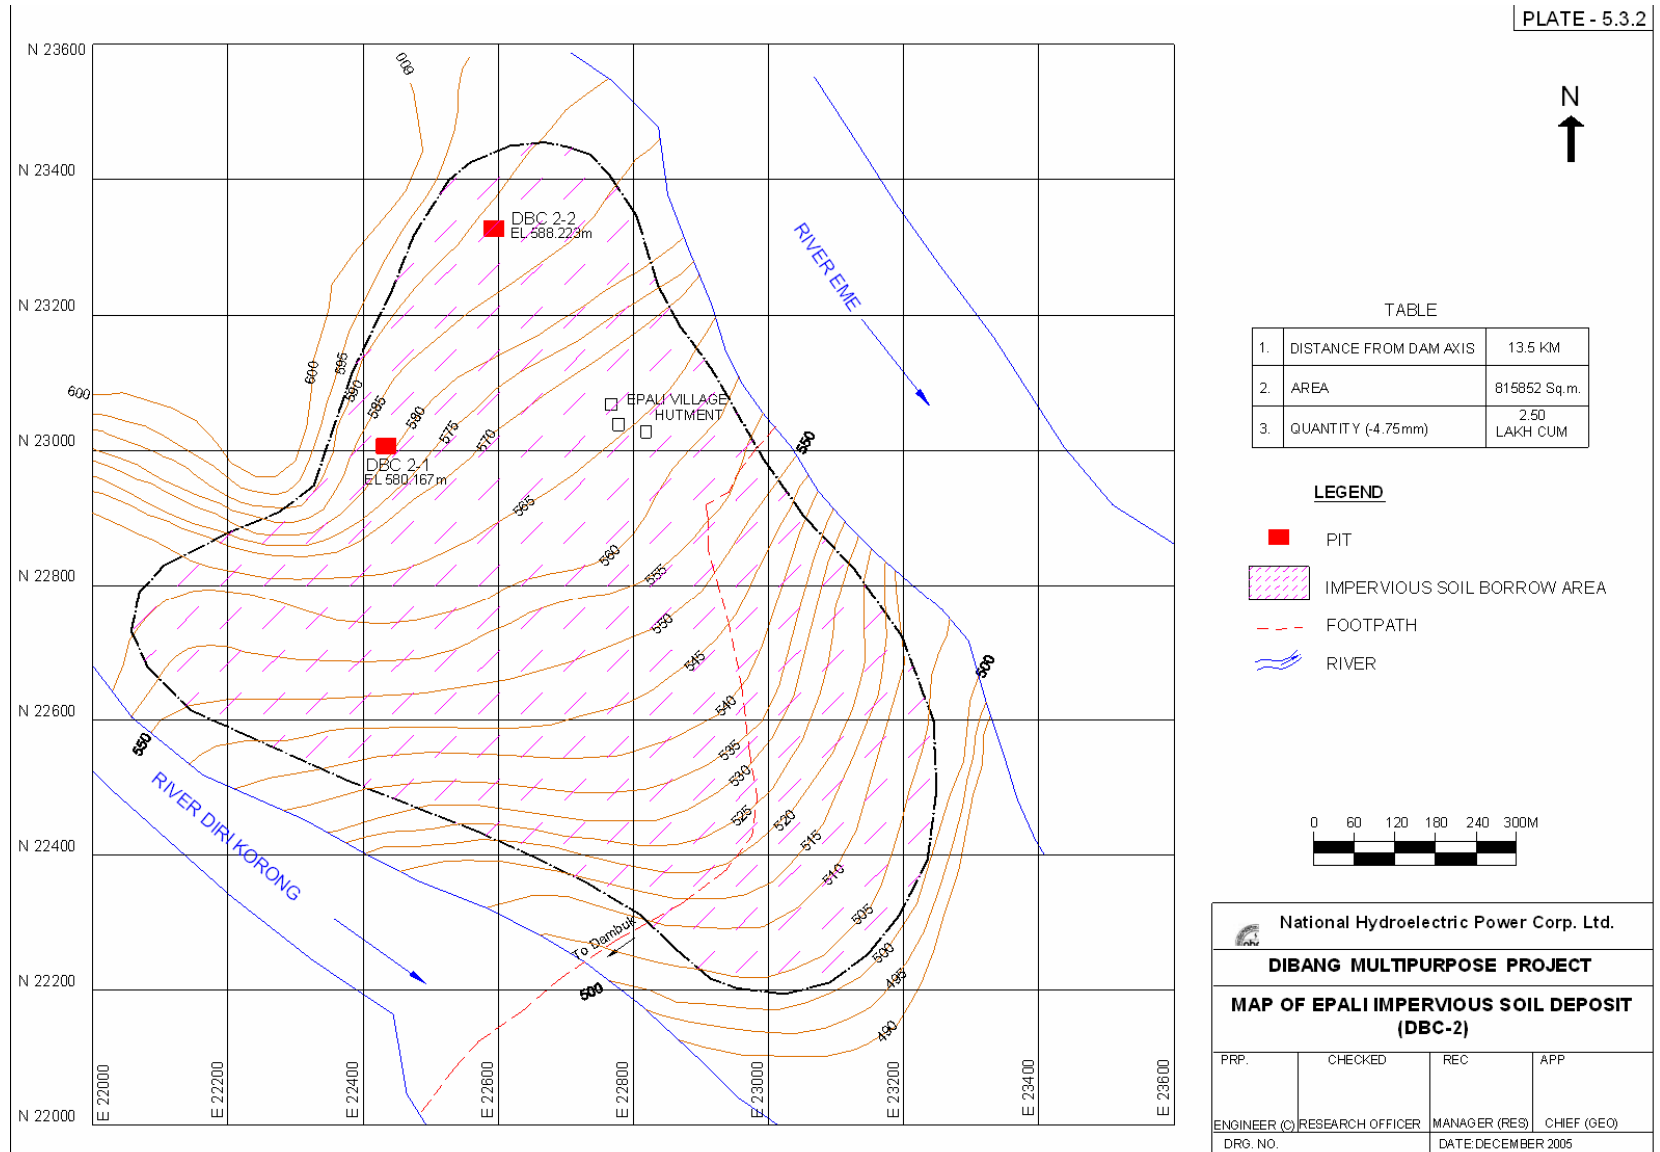 PLATE - 5.3.2
N 23600
N 23400
N 23200
N 23000
N 22800
N 22600
N 22400
N 22200
N 22000
E 22000
E 22200
E 22400
E 22600
E 22800
E 23000
E 23200
E 23400
E 23600
600
600
600
595
590
585
580
575
570
565
560
555
550
545
540
535
530
525
520
515
510
505
500
495
490
550
550
500
500
DBC 2-2
EL 588.223m
DBC 2-1
EL 580.167m
EPALI VILLAGE
HUTMENT
RIVER EME
RIVER DIRI KORONG
To Dambuk
N
TABLE
1. DISTANCE FROM DAM AXIS 13.5 KM
2. AREA 815852 Sq.m.
3. QUANTITY (-4.75mm) 2.50
LAKH CUM
LEGEND
PIT
IMPERVIOUS SOIL BORROW AREA
FOOTPATH
RIVER
0 60 120 180 240 300M
National Hydroelectric Power Corp. Ltd.
DIBANG MULTIPURPOSE PROJECT
MAP OF EPALI IMPERVIOUS SOIL DEPOSIT
(DBC-2)
PRP. CHECKED REC APP
ENGINEER (C) RESEARCH OFFICER MANAGER (RES) CHIEF (GEO)
DRG. NO. DATE:DECEMBER 2005